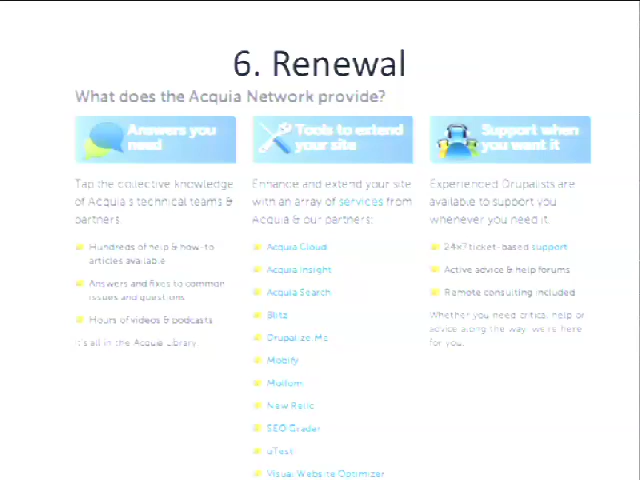 6. Renewal
What does the Acquia Network provide?
Answers you
need
Tap the collective knowledge
of Acquia's technical teams &
partners.
Hundreds of help & how-to
articles available
Answers and fixes to common
issues and questions
Hours of videos & podcasts
It's all in the Acquia Library
Tools to extend
your site
Enhance and extend your site
with an array of services from
Acquia & our partners:
Acquia Cloud
Acquia Insight
Acquia Search
Blitz
Drupalize.Me
Mobify
Mollom
New Relic
SEO Grader
uTest
Visual Website Optimizer
Support when
you want it
Experienced Drupalists are
available to support you
whenever you need it.
24x7 ticket-based support
Active advice & help forums
Remote consulting included
Whether you need critical help or
advice along the way, we're here
for you.